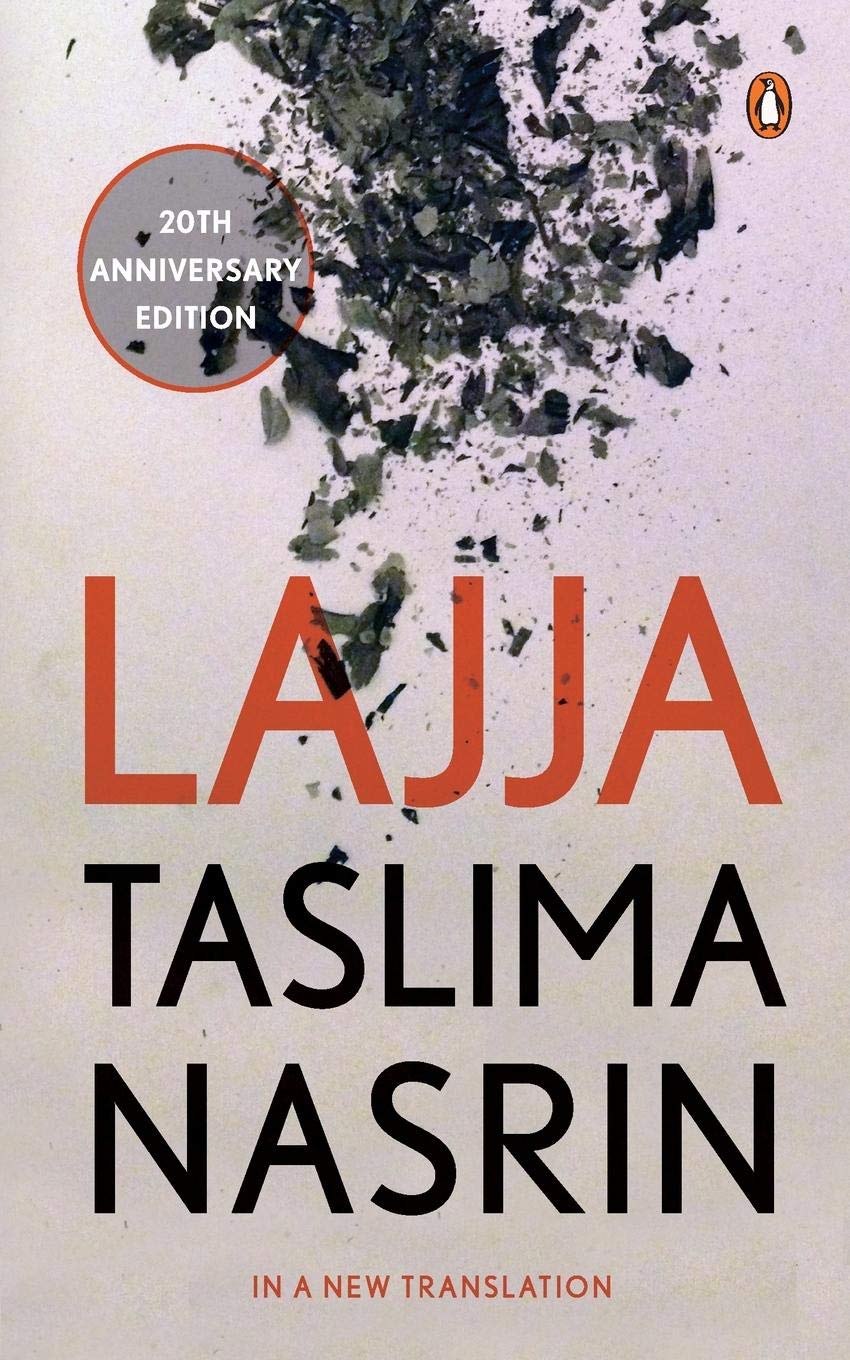 20TH
ANNIVERSARY
EDITION
LAJJA
TASLIMA
NASRIN
IN A NEW TRANSLATION